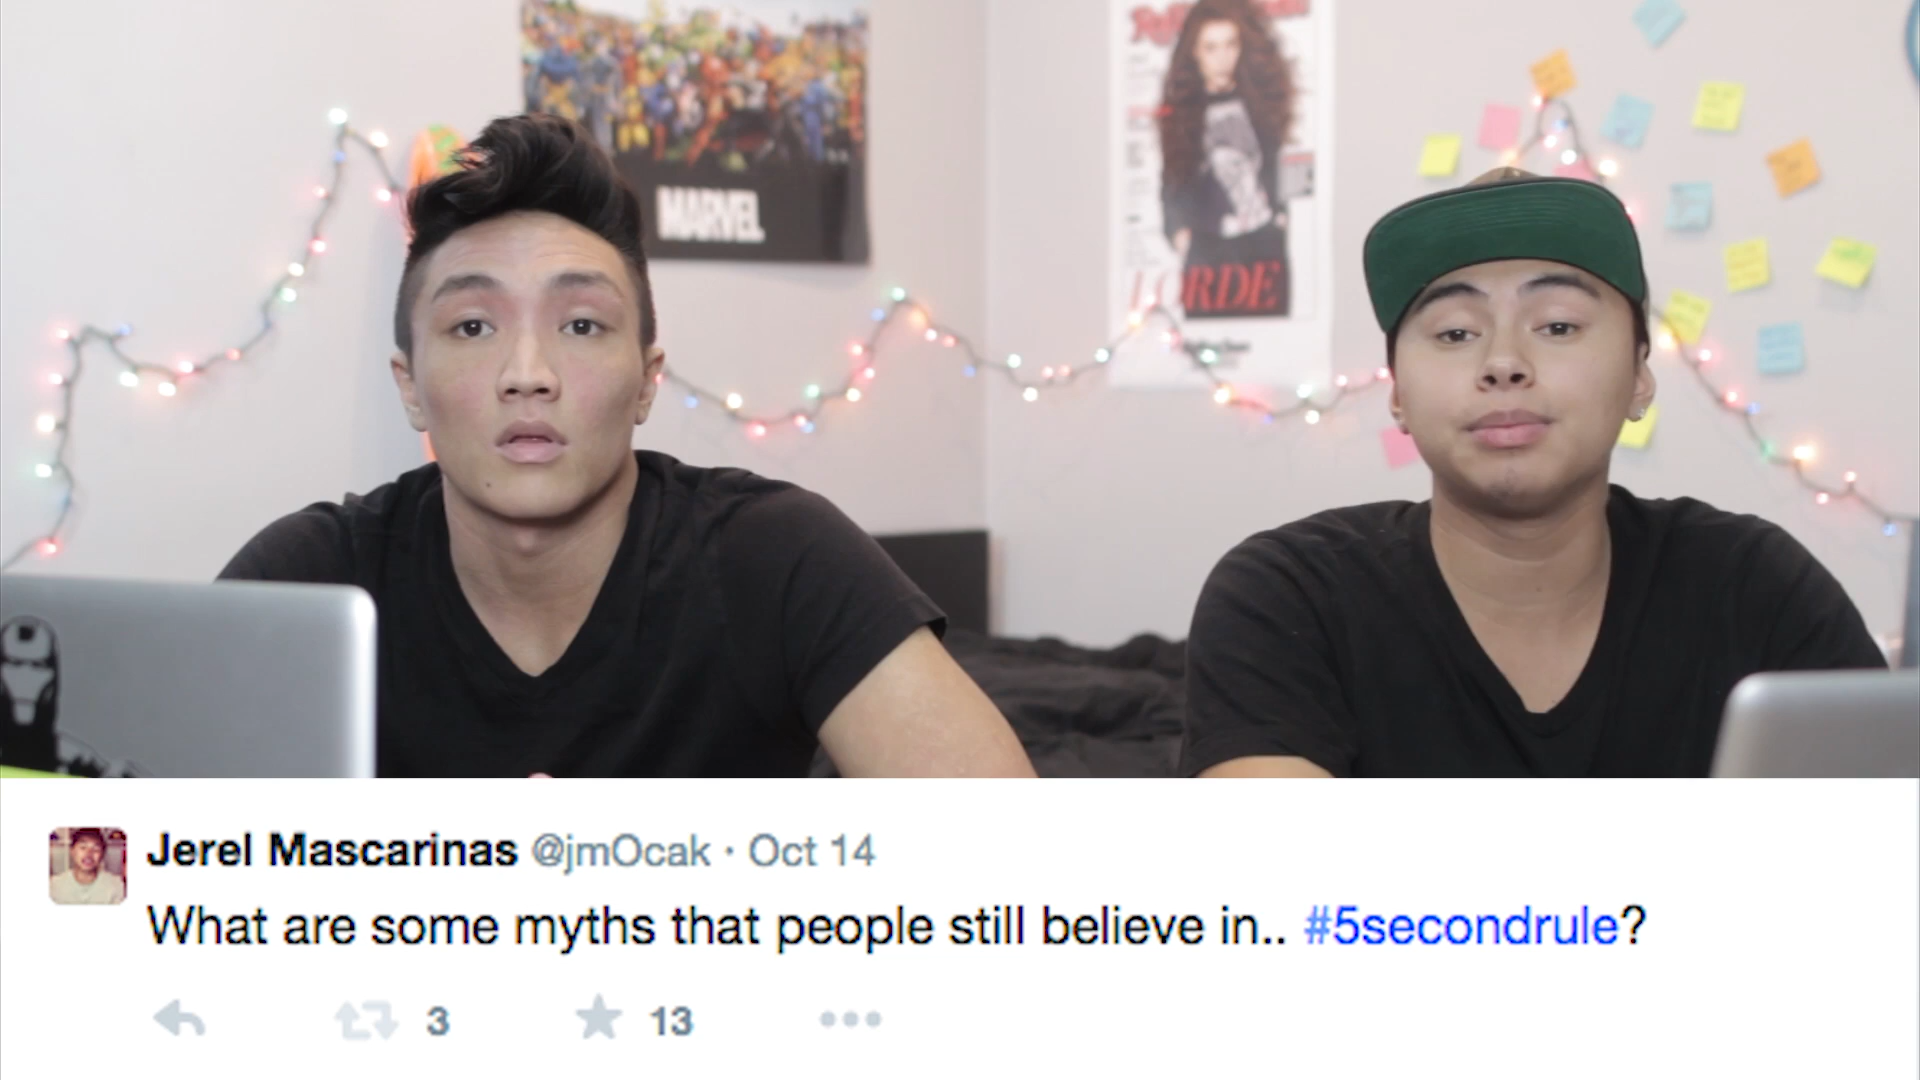 MARVEL
LORDE
Jerel Mascarinas @jmOcak · Oct 14
What are some myths that people still believe in.. #5secondrule?
3 13